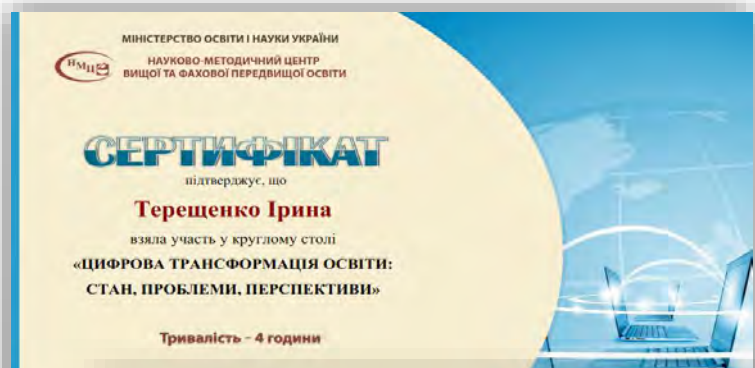 МІНІСТЕРСТВО ОСВІТИ І НАУКИ УКРАЇНИ
НМЦ
НАУКОВО-МЕТОДИЧНИЙ ЦЕНТР
ВИЩОЇ ТА ФАХОВОЇ ПЕРЕДВИЩОЇ ОСВІТИ
СЕРТИФІКАТ
підтверджує, що
Терещенко Ірина
взяла участь у круглому столі
«ЦИФРОВА ТРАНСФОРМАЦІЯ ОСВІТИ:
СТАН, ПРОБЛЕМИ, ПЕРСПЕКТИВИ»
Тривалість – 4 години